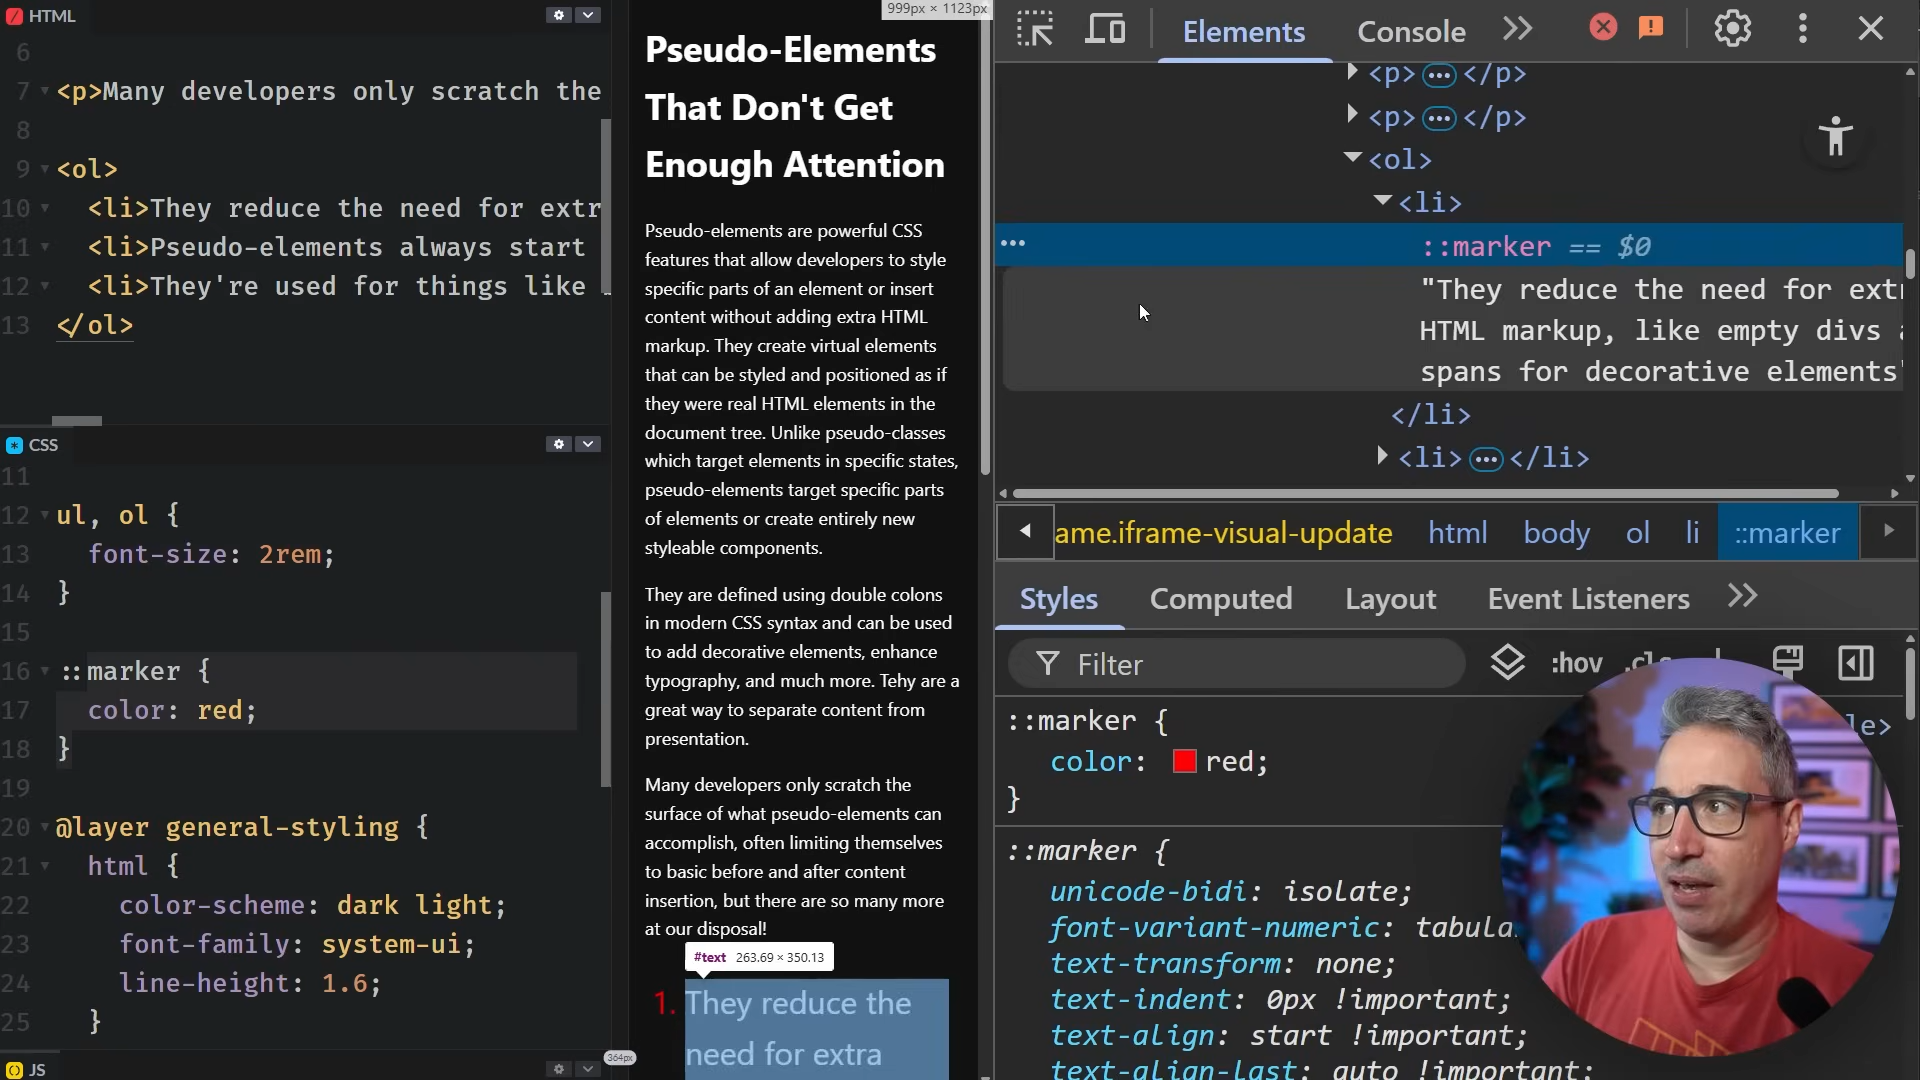 HTML
6
7 <p>Many developers only scratch the
8
9 <ol>
10 <li>They reduce the need for extr
11 <li>Pseudo-elements always start
12 <li>They're used for things like
13 </ol>
CSS
11
12 ul, ol {
13 font-size: 2rem;
14 }
15
16 ::marker {
17 color: red;
18 }
19
20 @layer general-styling {
21 html {
22 color-scheme: dark light;
23 font-family: system-ui;
24 line-height: 1.6;
25 }
JS
999px × 1123px
Pseudo-Elements
That Don't Get
Enough Attention
Pseudo-elements are powerful CSS
features that allow developers to style
specific parts of an element or insert
content without adding extra HTML
markup. They create virtual elements
that can be styled and positioned as if
they were real HTML elements in the
document tree. Unlike pseudo-classes
which target elements in specific states,
pseudo-elements target specific parts
of elements or create entirely new
styleable components.
They are defined using double colons
in modern CSS syntax and can be used
to add decorative elements, enhance
typography, and much more. Tehy are a
great way to separate content from
presentation.
Many developers only scratch the
surface of what pseudo-elements can
accomplish, often limiting themselves
to basic before and after content
insertion, but there are so many more
at our disposal!
#text 263.69 × 350.13
1. They reduce the
need for extra
364px
Elements Console
<p> ••• </p>
<p> ••• </p>
<ol>
<li>
••• ::marker == $0
"They reduce the need for extr
HTML markup, like empty divs a
spans for decorative elements"
</li>
<li> ••• </li>
ame.iframe-visual-update html body ol li ::marker
Styles Computed Layout Event Listeners
Filter :hov .cls +
::marker { le>
color: red;
}
::marker {
unicode-bidi: isolate;
font-variant-numeric: tabula
text-transform: none;
text-indent: 0px !important;
text-align: start !important;
text-align-last: auto !important;